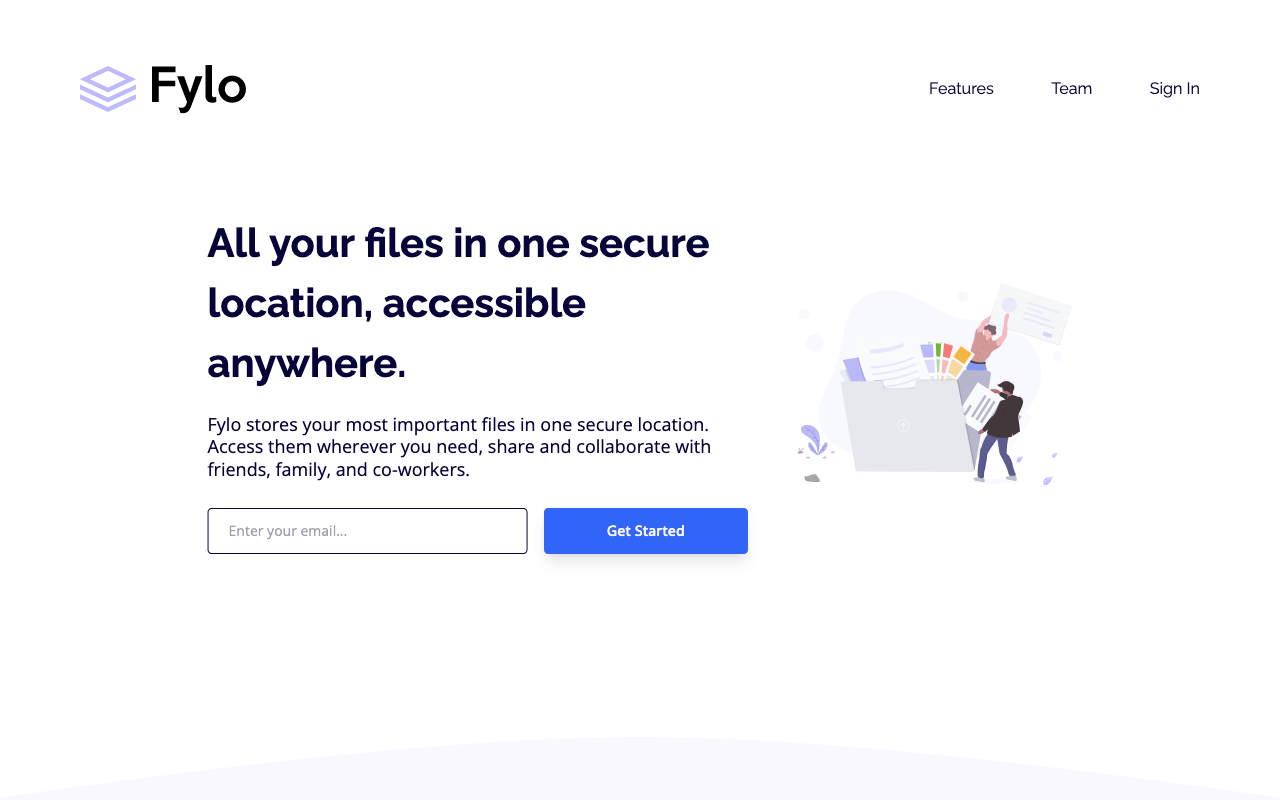 Fylo
Features
Team
Sign In
All your files in one secure
location, accessible
anywhere.
Fylo stores your most important files in one secure location.
Access them wherever you need, share and collaborate with
friends, family, and co-workers.
Enter your email...
Get Started